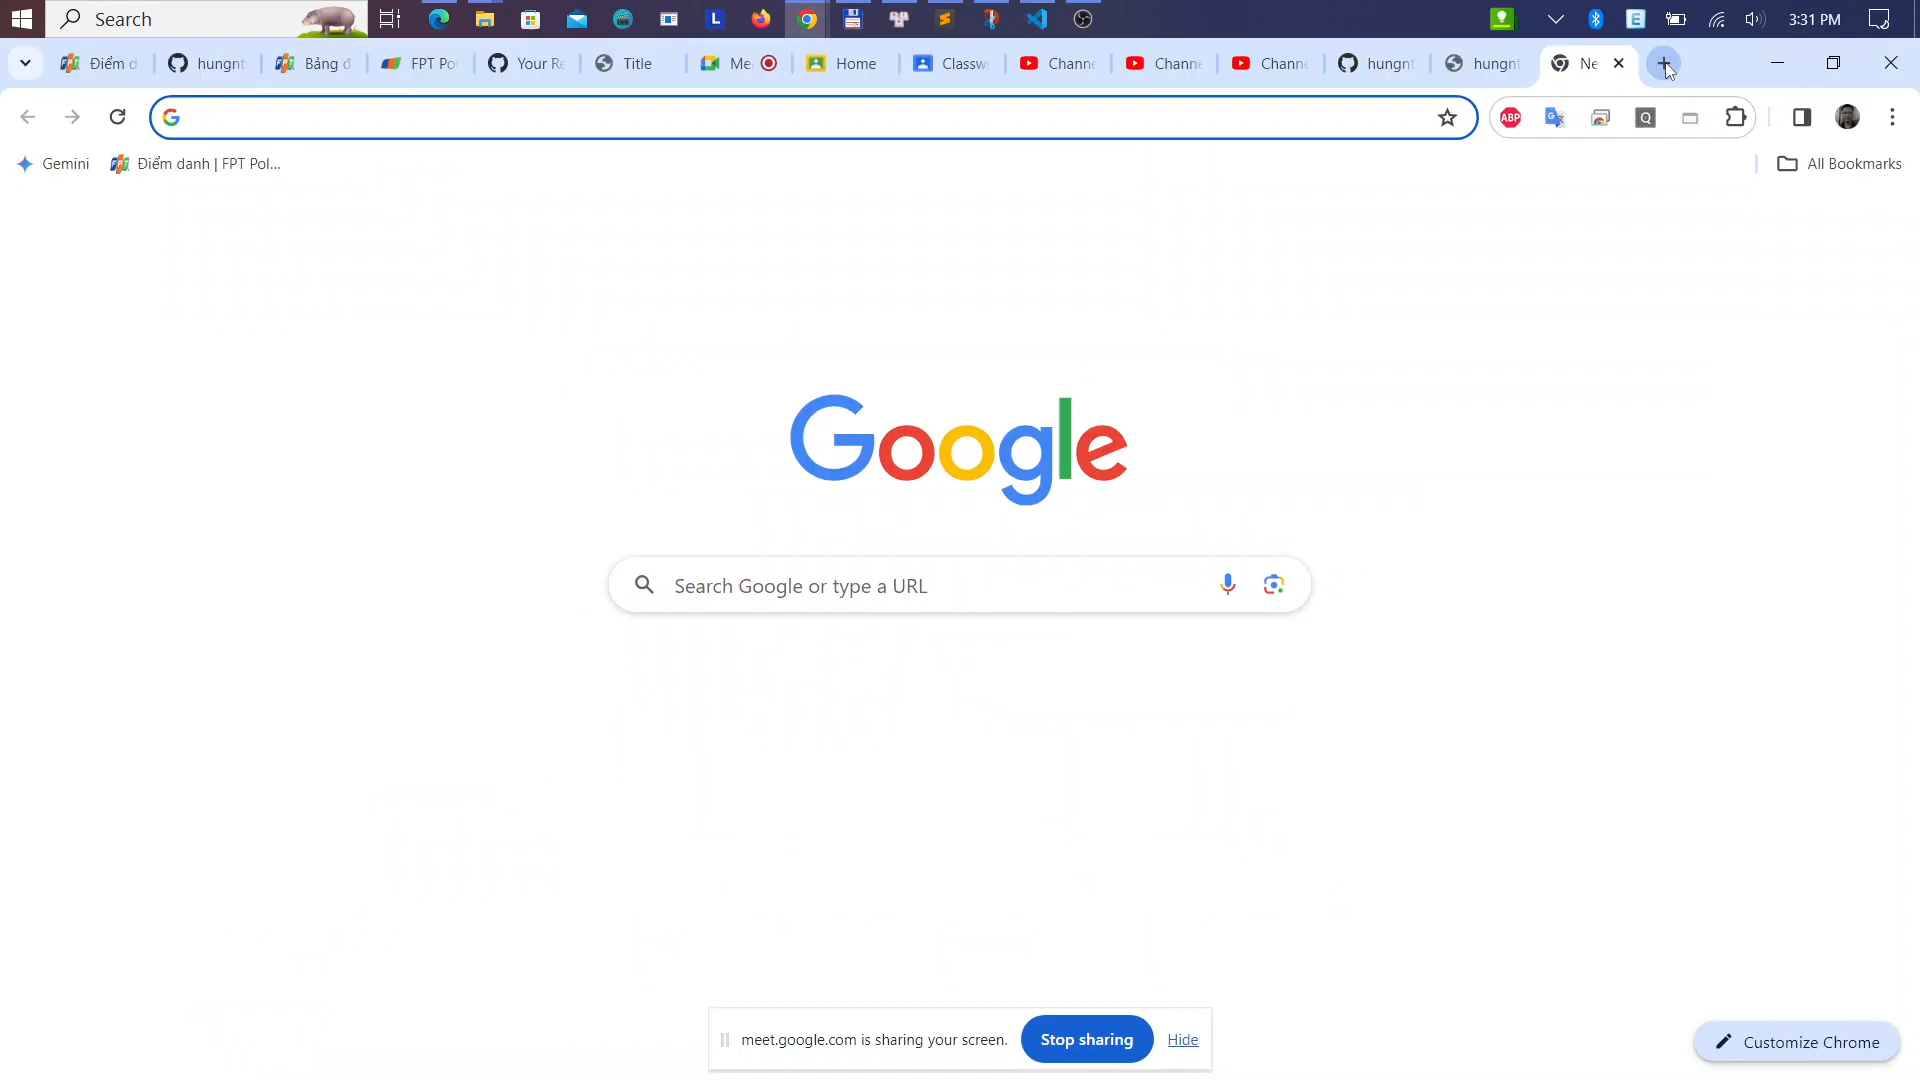 Search
L
E
3:31 PM
Điểm d
hungnt
Bảng đ
FPT Po
Your Re
Title
Me
Home
Classw
Channe
Channe
Channe
hungnt
hungnt
Ne
G
ABP
Q
Gemini
Điểm danh | FPT Pol...
All Bookmarks
Google
Search Google or type a URL
meet.google.com is sharing your screen.
Stop sharing
Hide
Customize Chrome